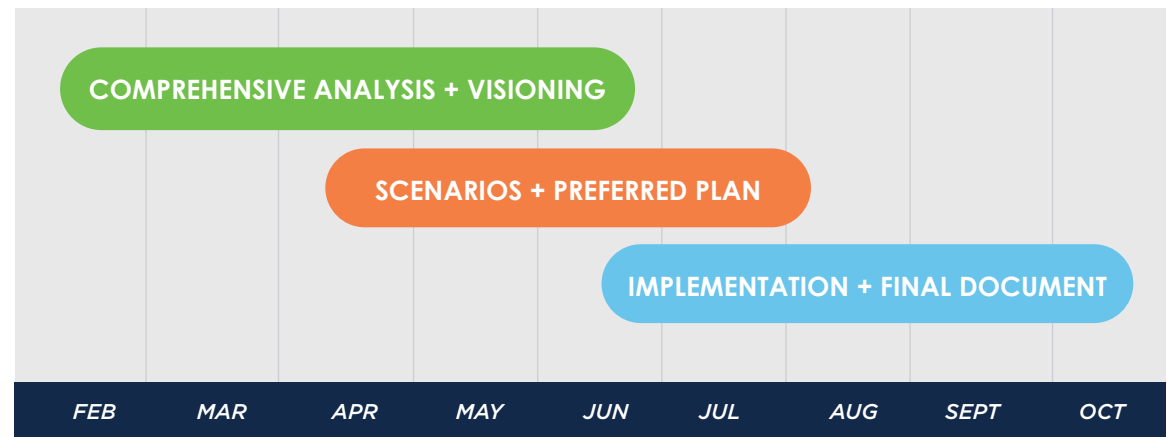 COMPREHENSIVE ANALYSIS + VISIONING
SCENARIOS + PREFERRED PLAN
IMPLEMENTATION + FINAL DOCUMENT
FEB MAR APR MAY JUN JUL AUG SEPT OCT